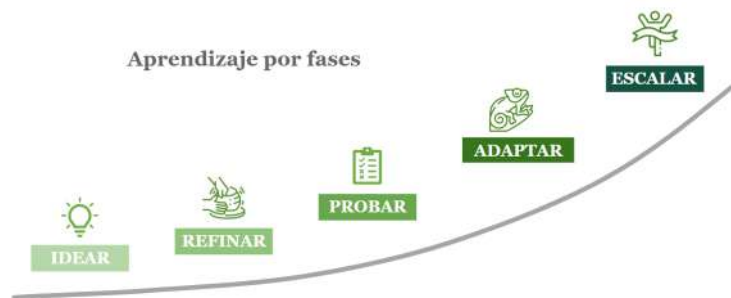 Aprendizaje por fases
IDEAR
REFINAR
PROBAR
ADAPTAR
ESCALAR